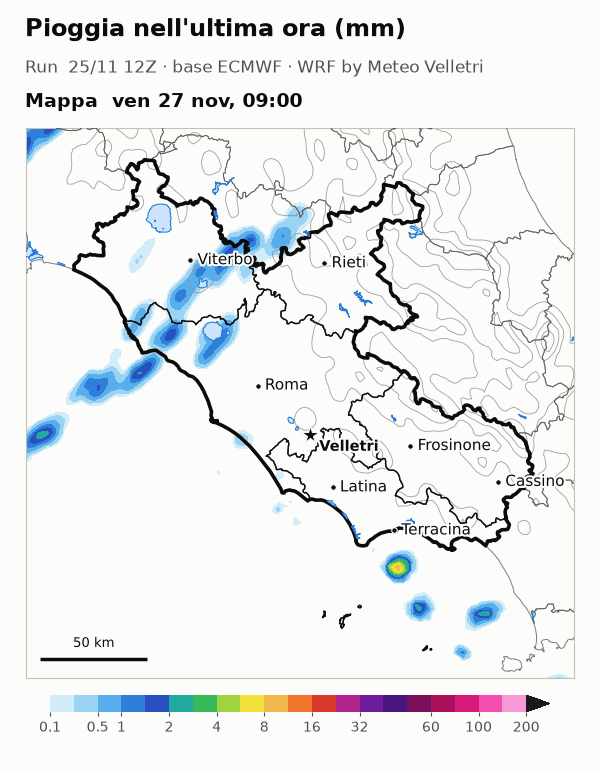 Pioggia nell'ultima ora (mm)
Run 25/11 12Z · base ECMWF · WRF by Meteo Velletri
Mappa ven 27 nov, 09:00
Viterbo
Rieti
Roma
Velletri
Frosinone
Cassino
Latina
Terracina
50 km
0.1 0.5 1 2 4 8 16 32 60 100 200